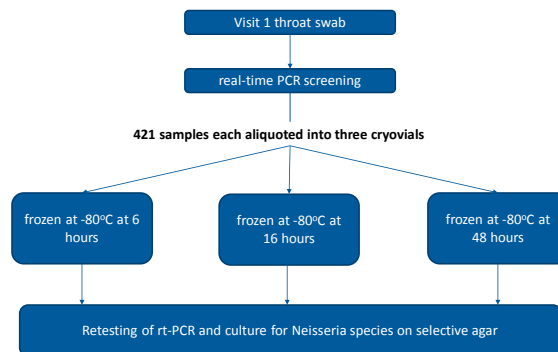 Visit 1 throat swab
real-time PCR screening
421 samples each aliquoted into three cryovials
frozen at -80°C at 6
hours
frozen at -80°C at
16 hours
frozen at -80°C at
48 hours
Retesting of rt-PCR and culture for Neisseria species on selective agar